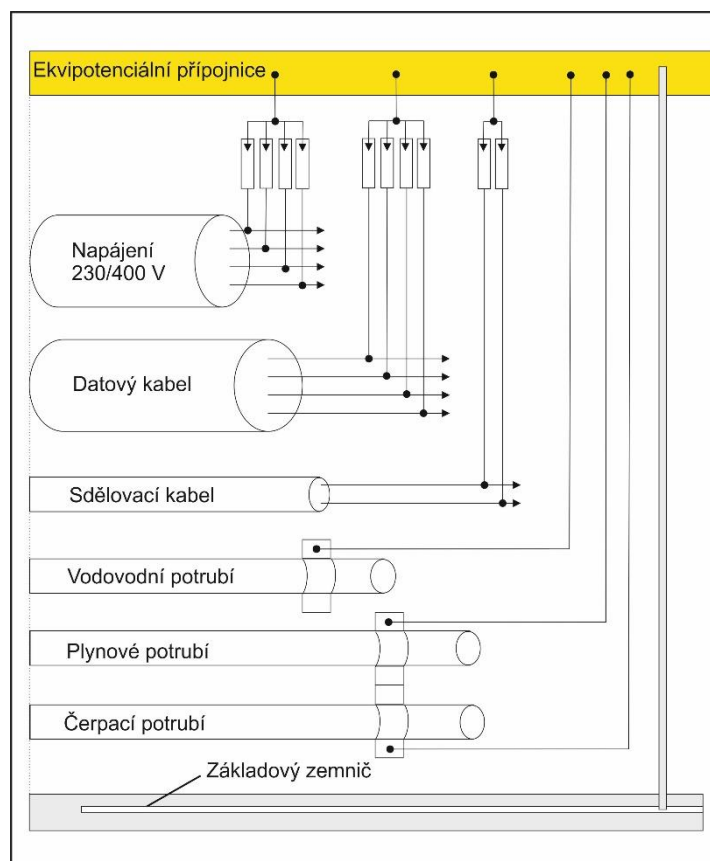 Ekvipotenciální přípojnice
Napájení
230/400 V
Datový kabel
Sdělovací kabel
Vodovodní potrubí
Plynové potrubí
Čerpací potrubí
Základový zemnič